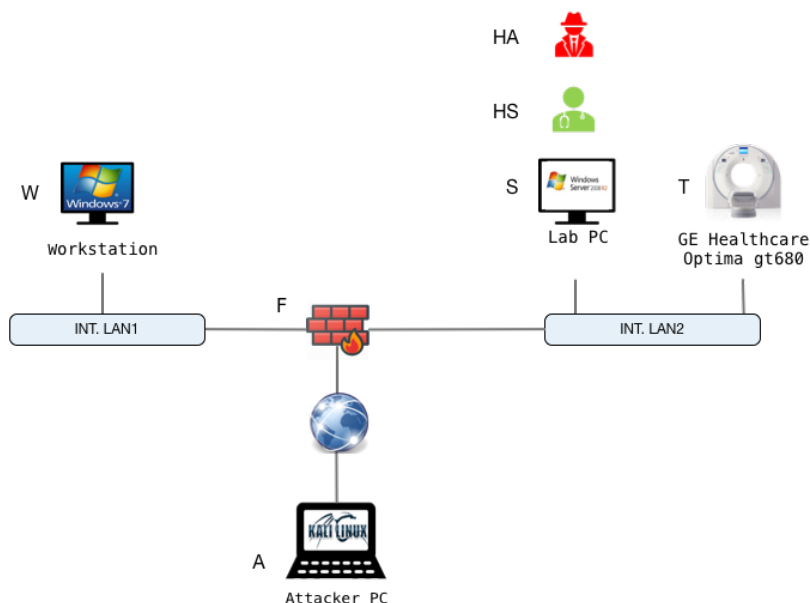 HA
HS
W
Windows 7
Workstation
S
Windows
Server 2008 R2
Lab PC
T
GE Healthcare
Optima gt680
INT. LAN1
F
INT. LAN2
KALI LINUX
A
Attacker PC